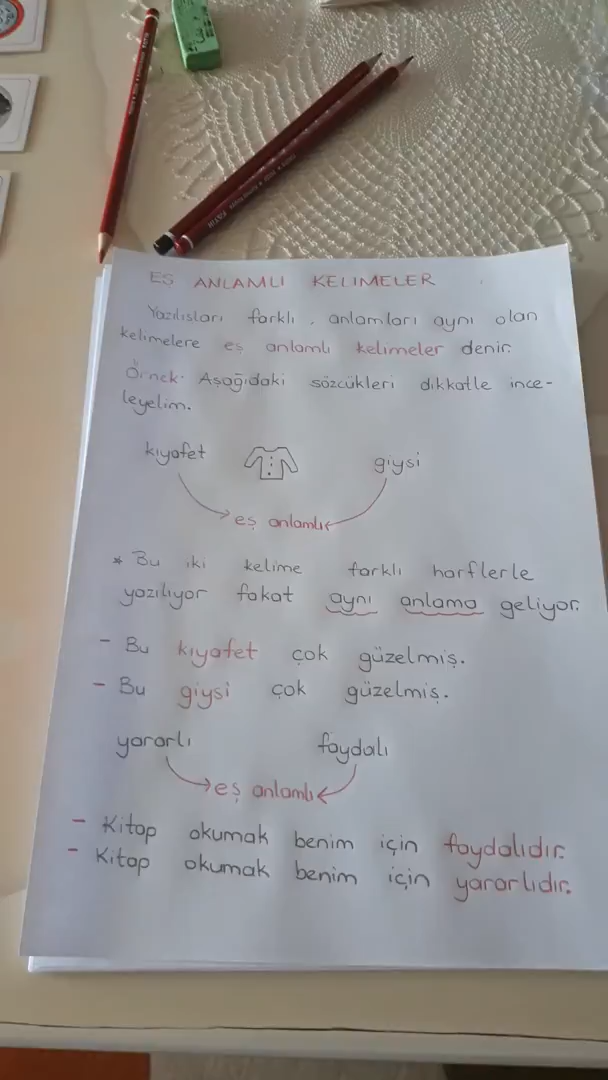 EŞ ANLAMLI KELİMELER
Yazılışları farklı, anlamları aynı olan
kelimelere eş anlamlı kelimeler denir.
Örnek: Aşağıdaki sözcükleri dikkatle ince-
leyelim.
kıyafet giysi
eş anlamlı
* Bu iki kelime farklı harflerle
yazılıyor fakat aynı anlama geliyor.
- Bu kıyafet çok güzelmiş.
- Bu giysi çok güzelmiş.
yararlı faydalı
eş anlamlı
- Kitap okumak benim için faydalıdır.
- Kitap okumak benim için yararlıdır.